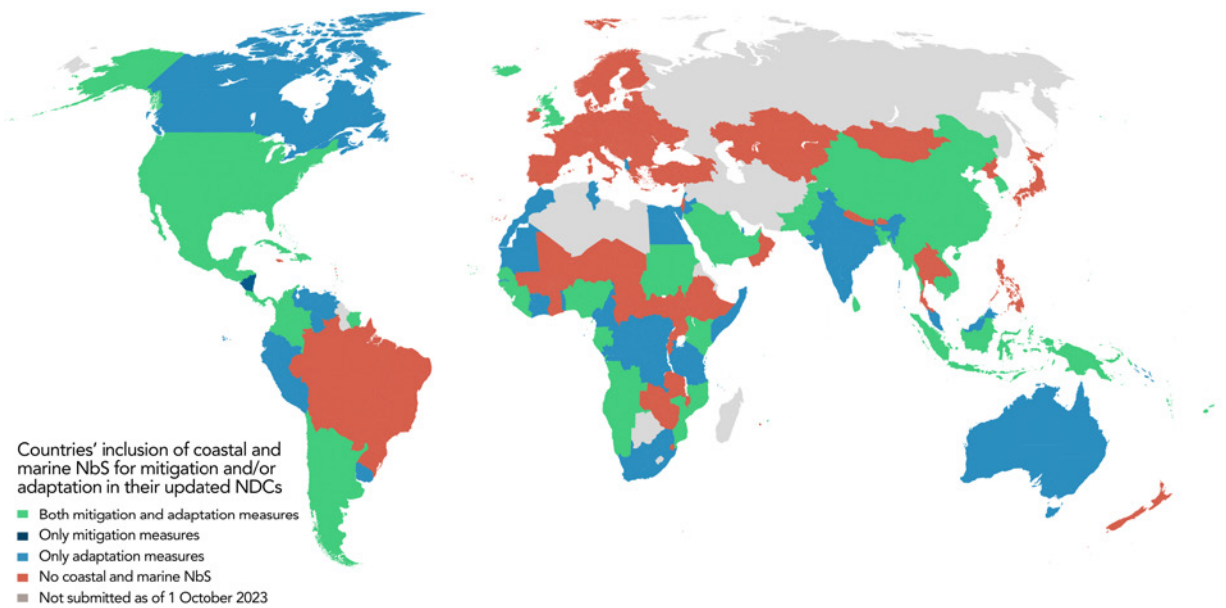 Countries' inclusion of coastal and
marine NbS for mitigation and/or
adaptation in their updated NDCs
Both mitigation and adaptation measures
Only mitigation measures
Only adaptation measures
No coastal and marine NbS
Not submitted as of 1 October 2023